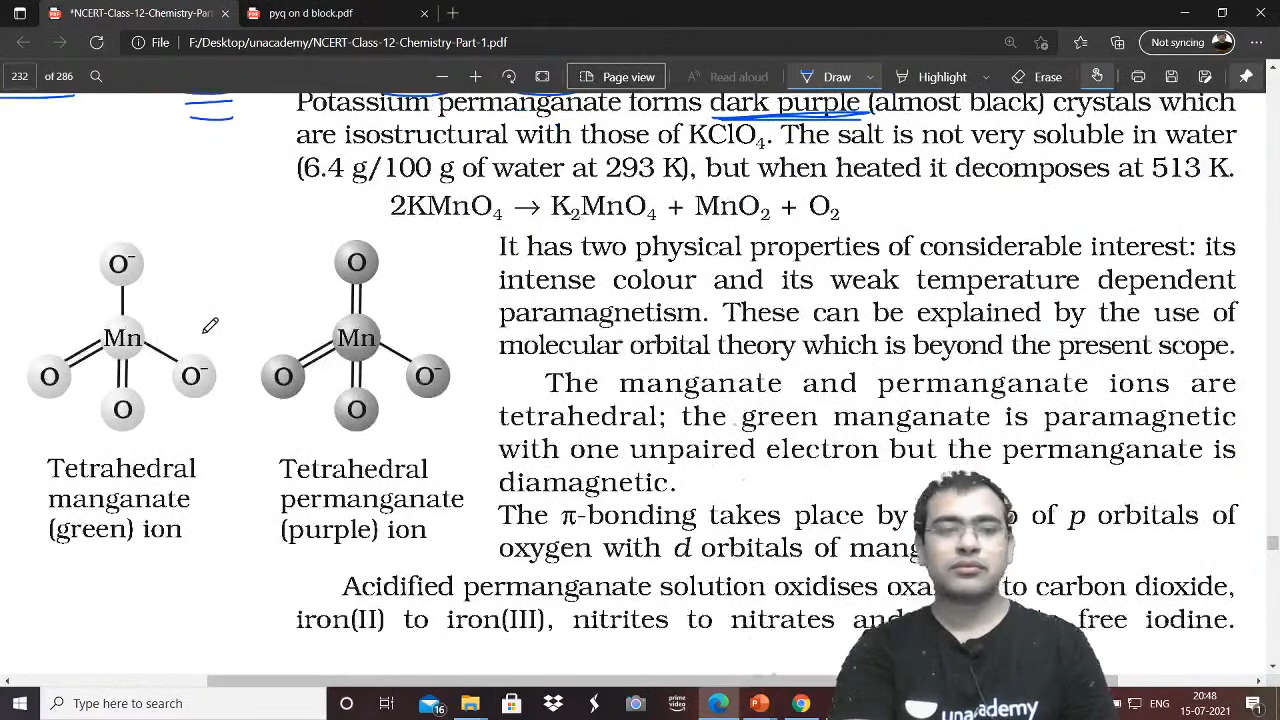 *NCERT-Class-12-Chemistry-Part
pyq on d block.pdf
File F:/Desktop/unacademy/NCERT-Class-12-Chemistry-Part-1.pdf
Not syncing
232 of 286
Page view
Read aloud
Draw
Highlight
Erase
Potassium permanganate forms dark purple (almost black) crystals which
are isostructural with those of KClO₄. The salt is not very soluble in water
(6.4 g/100 g of water at 293 K), but when heated it decomposes at 513 K.
2KMnO₄ → K₂MnO₄ + MnO₂ + O₂
O⁻
Mn
O
O⁻
O
Tetrahedral
manganate
(green) ion
O
Mn
O
O⁻
O
Tetrahedral
permanganate
(purple) ion
It has two physical properties of considerable interest: its
intense colour and its weak temperature dependent
paramagnetism. These can be explained by the use of
molecular orbital theory which is beyond the present scope.
The manganate and permanganate ions are
tetrahedral; the green manganate is paramagnetic
with one unpaired electron but the permanganate is
diamagnetic.
The π-bonding takes place by of p orbitals of
oxygen with d orbitals of
Acidified permanganate solution oxidises to carbon dioxide,
iron(II) to iron(III), nitrites to nitrates free iodine.
unacademy
Type here to search
16
prime video
20:48
15-07-2021
1